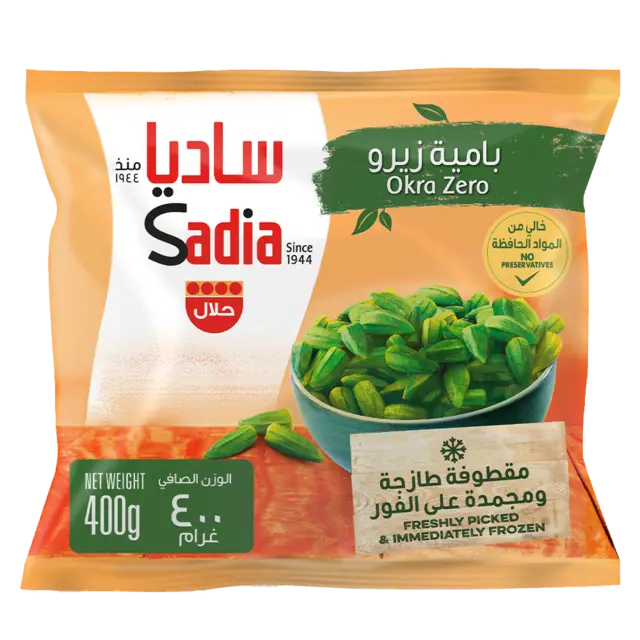 ساديا
منذ
١٩٤٤
Sadia
Since
1944
حلال
بامية زيرو
Okra Zero
خالي من
المواد الحافظة
NO
PRESERVATIVES
مقطوفة طازجة
ومجمدة على الفور
FRESHLY PICKED
& IMMEDIATELY FROZEN
NET WEIGHT
400g
الوزن الصافي
٤٠٠
غرام